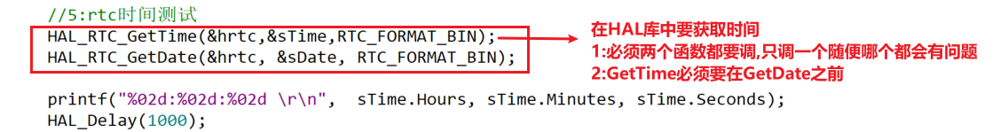 //5:rtc时间测试
HAL_RTC_GetTime(&hrtc,&sTime,RTC_FORMAT_BIN);
HAL_RTC_GetDate(&hrtc, &sDate, RTC_FORMAT_BIN);
在HAL库中要获取时间
1:必须两个函数都要调,只调一个随便哪个都会有问题
2:GetTime必须要在GetDate之前
printf("%02d:%02d:%02d \r\n",  sTime.Hours, sTime.Minutes, sTime.Seconds);
HAL_Delay(1000);